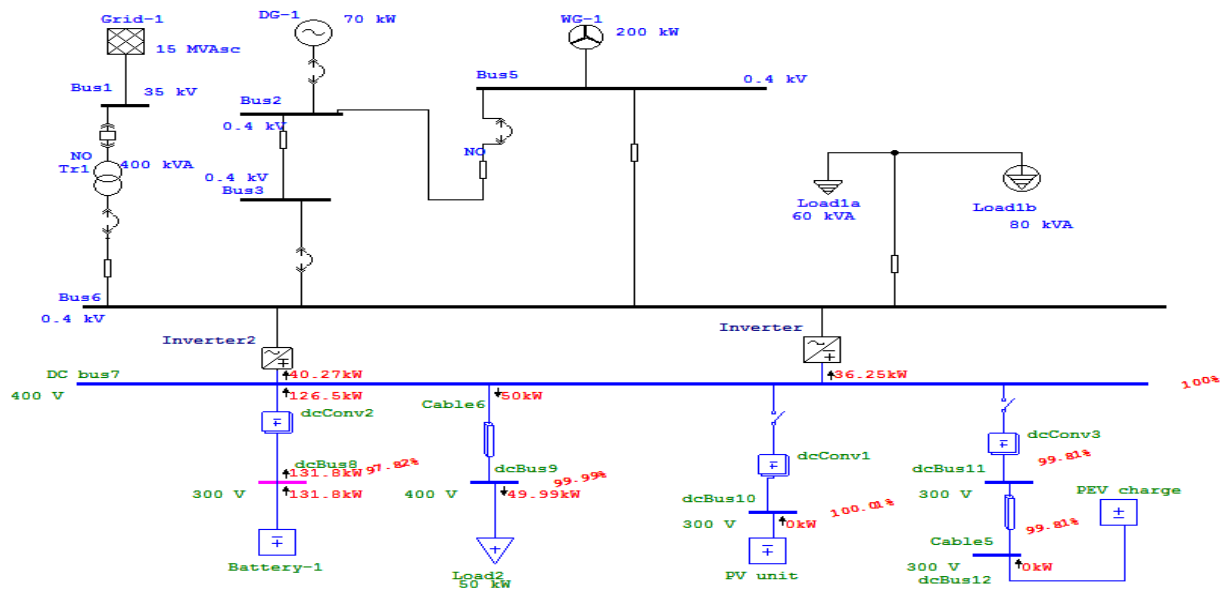 Grid-1
15 MVAsc
DG-1
70 kW
WG-1
200 kW
Bus1
35 kV
Bus2
0.4 kV
Bus5
0.4 kV
NO
Tr1
400 kVA
0.4 kV
Bus3
NO
Load1a
60 kVA
Load1b
80 kVA
Bus6
0.4 kV
Inverter2
Inverter
40.27kW
36.25kW
DC bus7
400 V
100%
126.5kW
dcConv2
Cable6
50kW
dcConv1
dcConv3
dcBus8
131.8kW
97.82%
300 V
131.8kW
dcBus9
99.99%
400 V
49.99kW
dcBus10
300 V
100.01%
0kW
dcBus11
99.81%
300 V
PEV charge
Cable5
99.81%
300 V
0kW
dcBus12
Battery-1
Load2
50 kW
PV unit